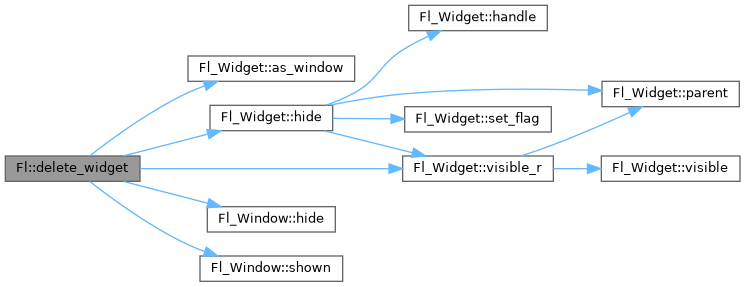 Fl_Widget::handle
Fl_Widget::as_window
Fl_Widget::parent
Fl_Widget::hide
Fl_Widget::set_flag
Fl::delete_widget
Fl_Widget::visible_r
Fl_Widget::visible
Fl_Window::hide
Fl_Window::shown